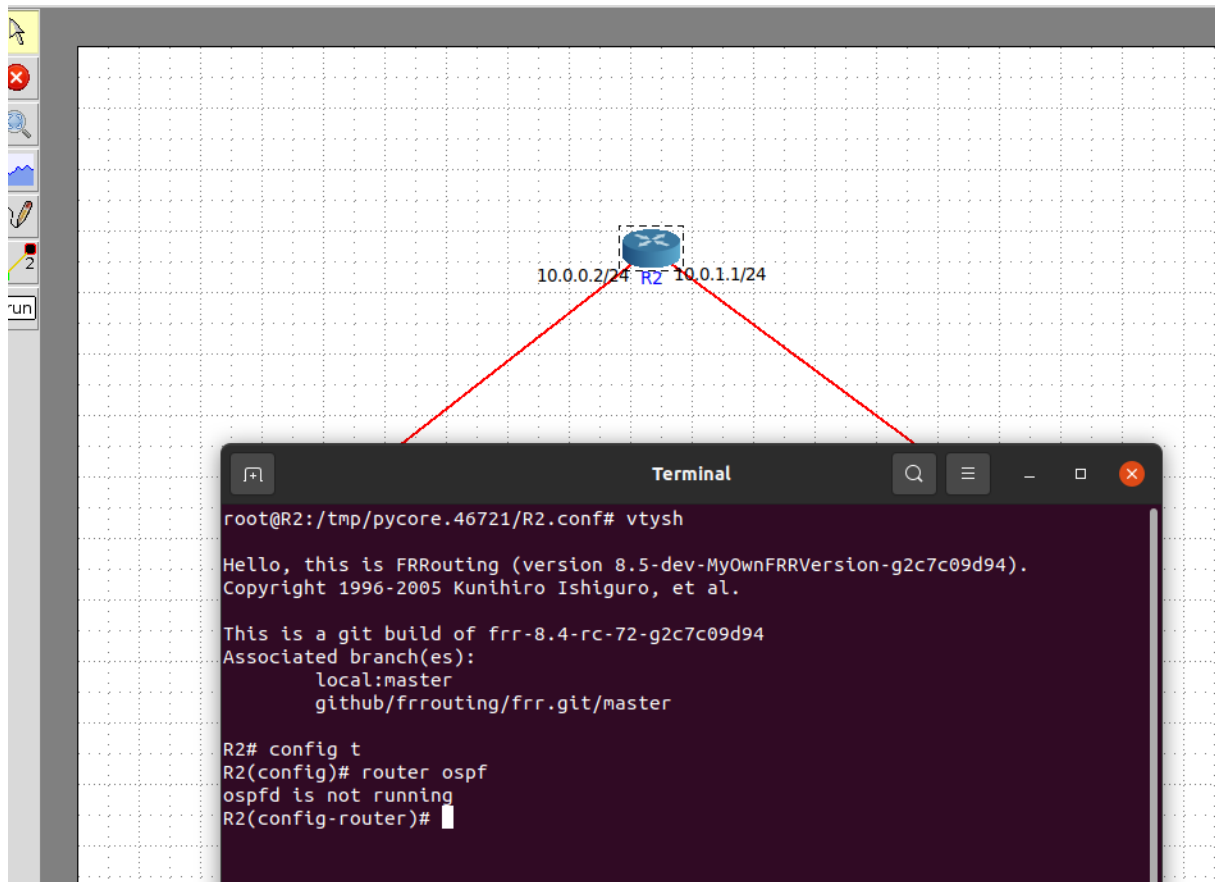 2
run
10.0.0.2/24 R2 10.0.1.1/24
Terminal
root@R2:/tmp/pycore.46721/R2.conf# vtysh
Hello, this is FRRouting (version 8.5-dev-MyOwnFRRVersion-g2c7c09d94).
Copyright 1996-2005 Kunihiro Ishiguro, et al.
This is a git build of frr-8.4-rc-72-g2c7c09d94
Associated branch(es):
local:master
github/frrouting/frr.git/master
R2# config t
R2(config)# router ospf
ospfd is not running
R2(config-router)#